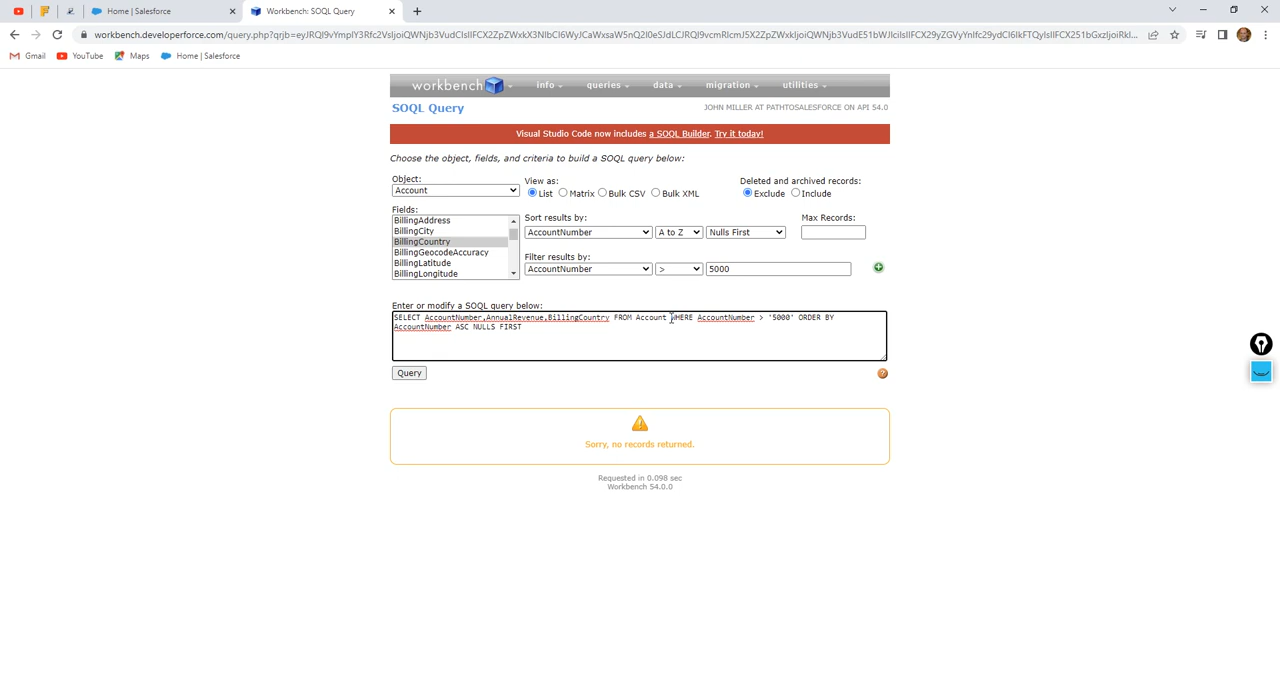 Home | Salesforce
Workbench: SOQL Query
workbench.developerforce.com/query.php?qrjb=
Gmail
YouTube
Maps
Home | Salesforce
workbench
info
queries
data
migration
utilities
SOQL Query
JOHN MILLER AT PATHTOSALESFORCE ON API 54.0
Visual Studio Code now includes a SOQL Builder. Try it today!
Choose the object, fields, and criteria to build a SOQL query below:
Object:
View as:
Deleted and archived records:
Account
List
Matrix
Bulk CSV
Bulk XML
Exclude
Include
Fields:
BillingAddress
BillingCity
BillingCountry
BillingGeocodeAccuracy
BillingLatitude
BillingLongitude
Sort results by:
Max Records:
AccountNumber
A to Z
Nulls First
Filter results by:
AccountNumber
>
5000
Enter or modify a SOQL query below:
SELECT AccountNumber,AnnualRevenue,BillingCountry FROM Account WHERE AccountNumber > '5000' ORDER BY
AccountNumber ASC NULLS FIRST
Query
Sorry, no records returned.
Requested in 0.098 sec
Workbench 54.0.0